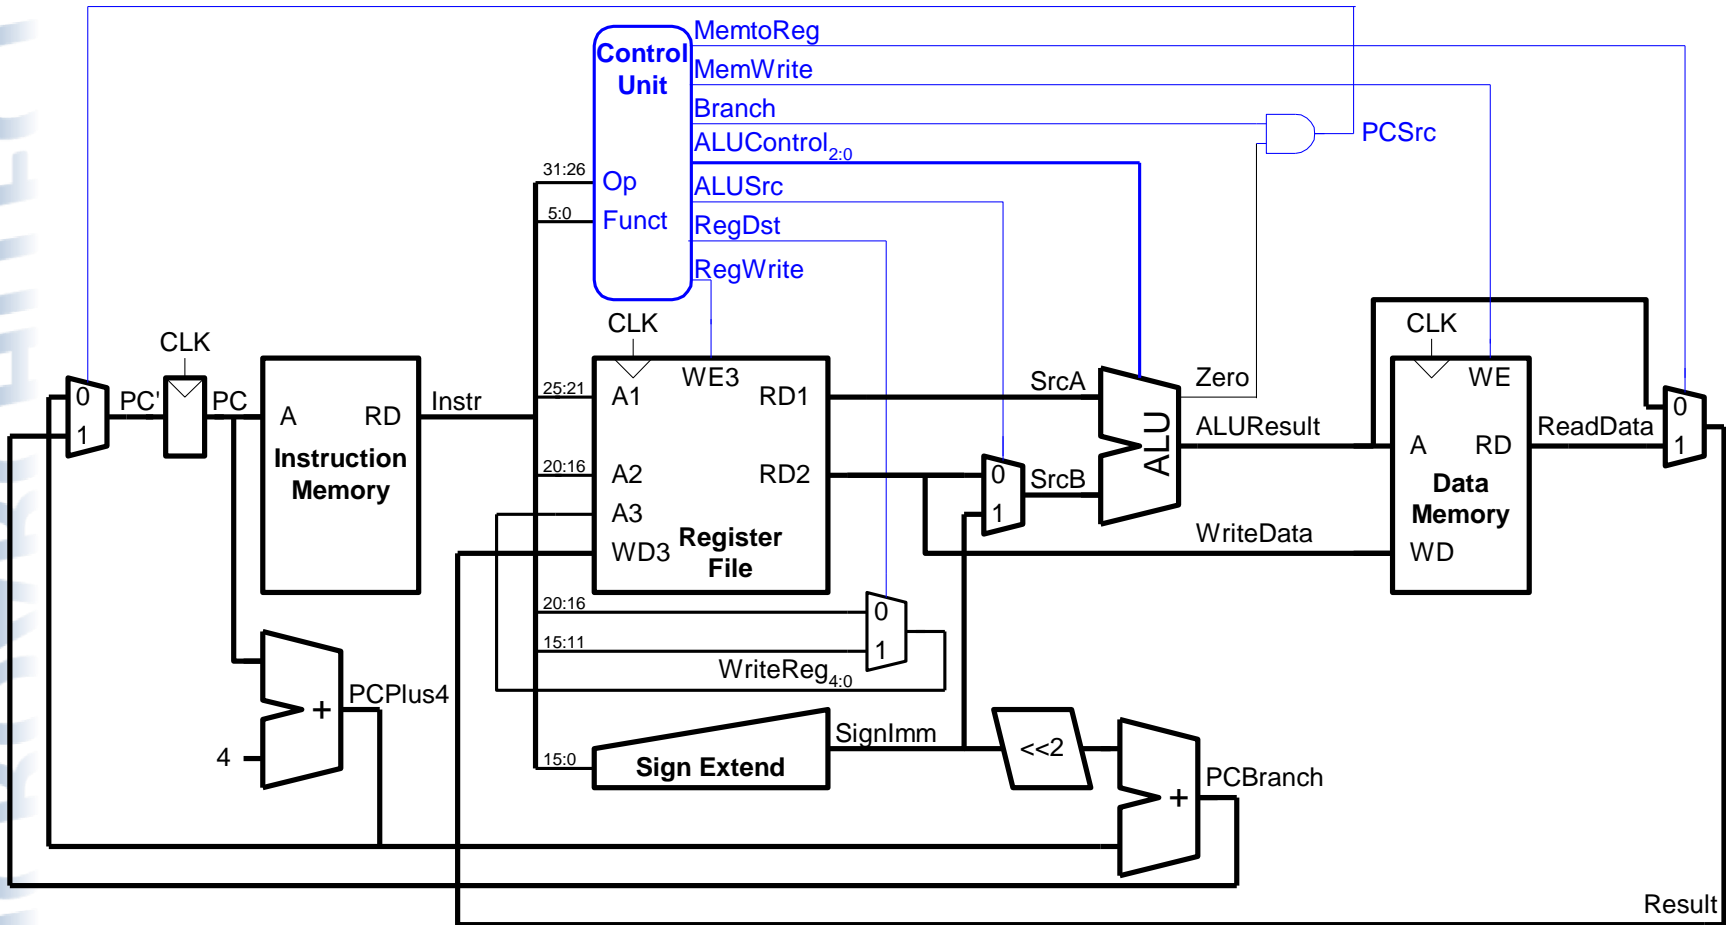 MemtoReg
Control
Unit
MemWrite
Branch
PCSrc
ALUControl2:0
31:26
Op
ALUSrc
5:0
Funct
RegDst
RegWrite
CLK
CLK
CLK
0
1
PC'
PC
A
RD
Instruction
Memory
Instr
25:21
A1
WE3
RD1
20:16
A2
RD2
A3
WD3
Register
File
SrcA
0
1
SrcB
ALU
Zero
ALUResult
WriteData
WE
A
RD
Data
Memory
WD
ReadData
0
1
20:16
0
15:11
1
WriteReg4:0
PCPlus4
+
4
15:0
Sign Extend
SignImm
<<2
+
PCBranch
Result